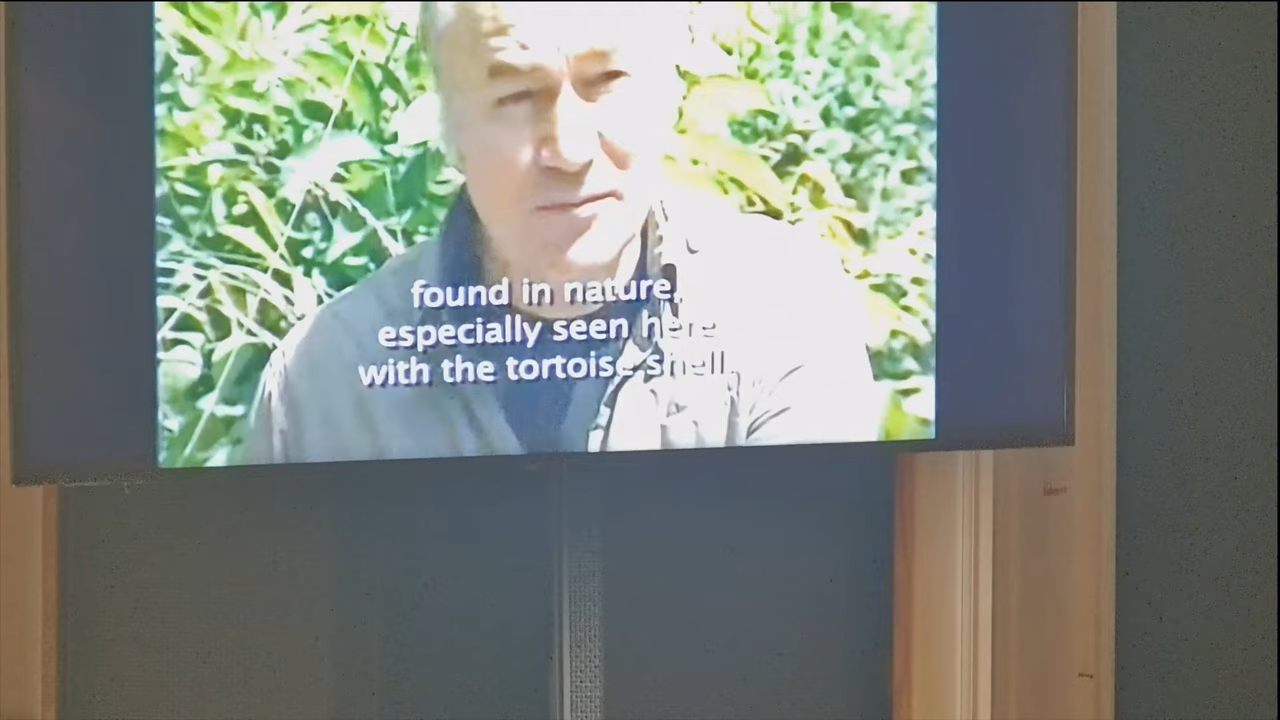 found in nature,
especially seen here
with the tortoise shell.